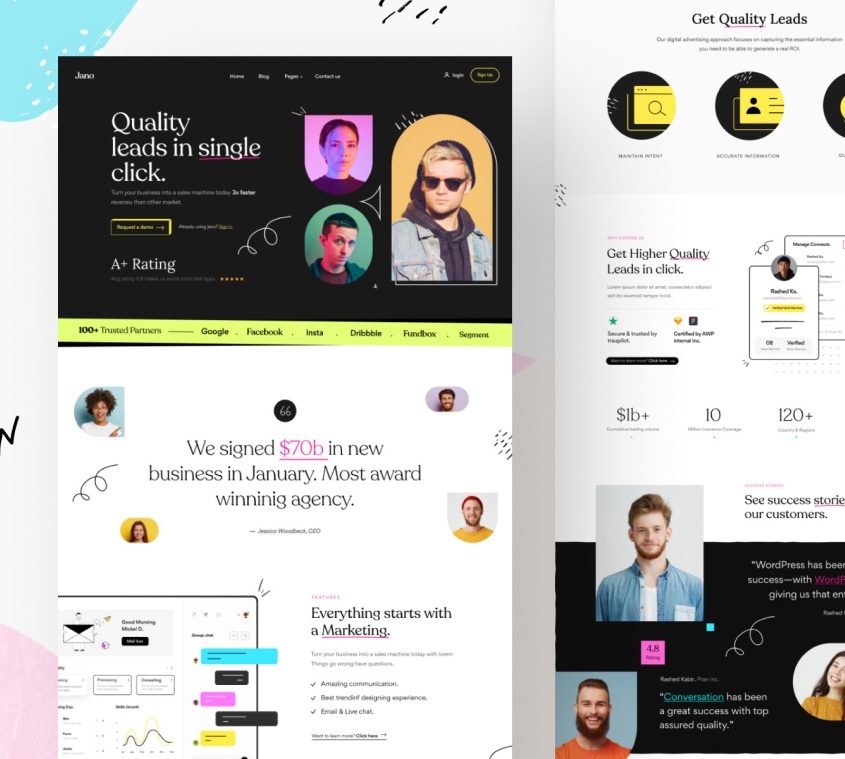 Jano
Home Blog Pages Contact us
login Sign Up
Quality
leads in single
click.
Turn your business into a sales machine today 3x faster
reveneu than other market.
Request a demo
Already using jano? Sign in
A+ Rating
Avg rating 4.8 makes us world most best apps.
100+ Trusted Partners
Google . Facebook . Insta . Dribbble . Fundbox . Segment
66
We signed $70b in new
business in January. Most award
winninig agency.
— Jessica Woodbeck, CEO
Good Morning
Mickel D.
Mail box
Processing
Consulting
Skills Growth
Group chat
FEATURES
Everything starts with
a Marketing.
Turn your business into a sales machine today with lorem
Things go wrong have questions.
Amazing communication.
Best trendinf designing experience.
Email & Live chat.
Want to learn more? Click here
Get Quality Leads
Our digital advertising approach focuses on capturing the essential information
you need to be able to generate a real ROI.
MAINTAIN INTENT
ACCURATE INFORMATION
WHY CHOOSE US
Get Higher Quality
Leads in click.
Lorem ipsum dolor sit amet, consectetur adipisci
sed do eiusmod tempor incid.
Secure & trusted by
treupilot.
Certified by AWP
internal Inc.
Want to learn more? Click here
Manage Connects
Rashed Ka.
Rashed Ka.
Verified Gold Member
08
Verified
$1b+
Cumulative trading volume
10
Million Insurance Coverage.
120+
Country & Regions
SUCCESS STORIES
See success storie
our customers.
"WordPress has beer
success—with WordP
giving us that ent
Rashed
4.8
Rating
Rashed Kabir, Pran inc.
"Conversation has been
a great success with top
assured quality."